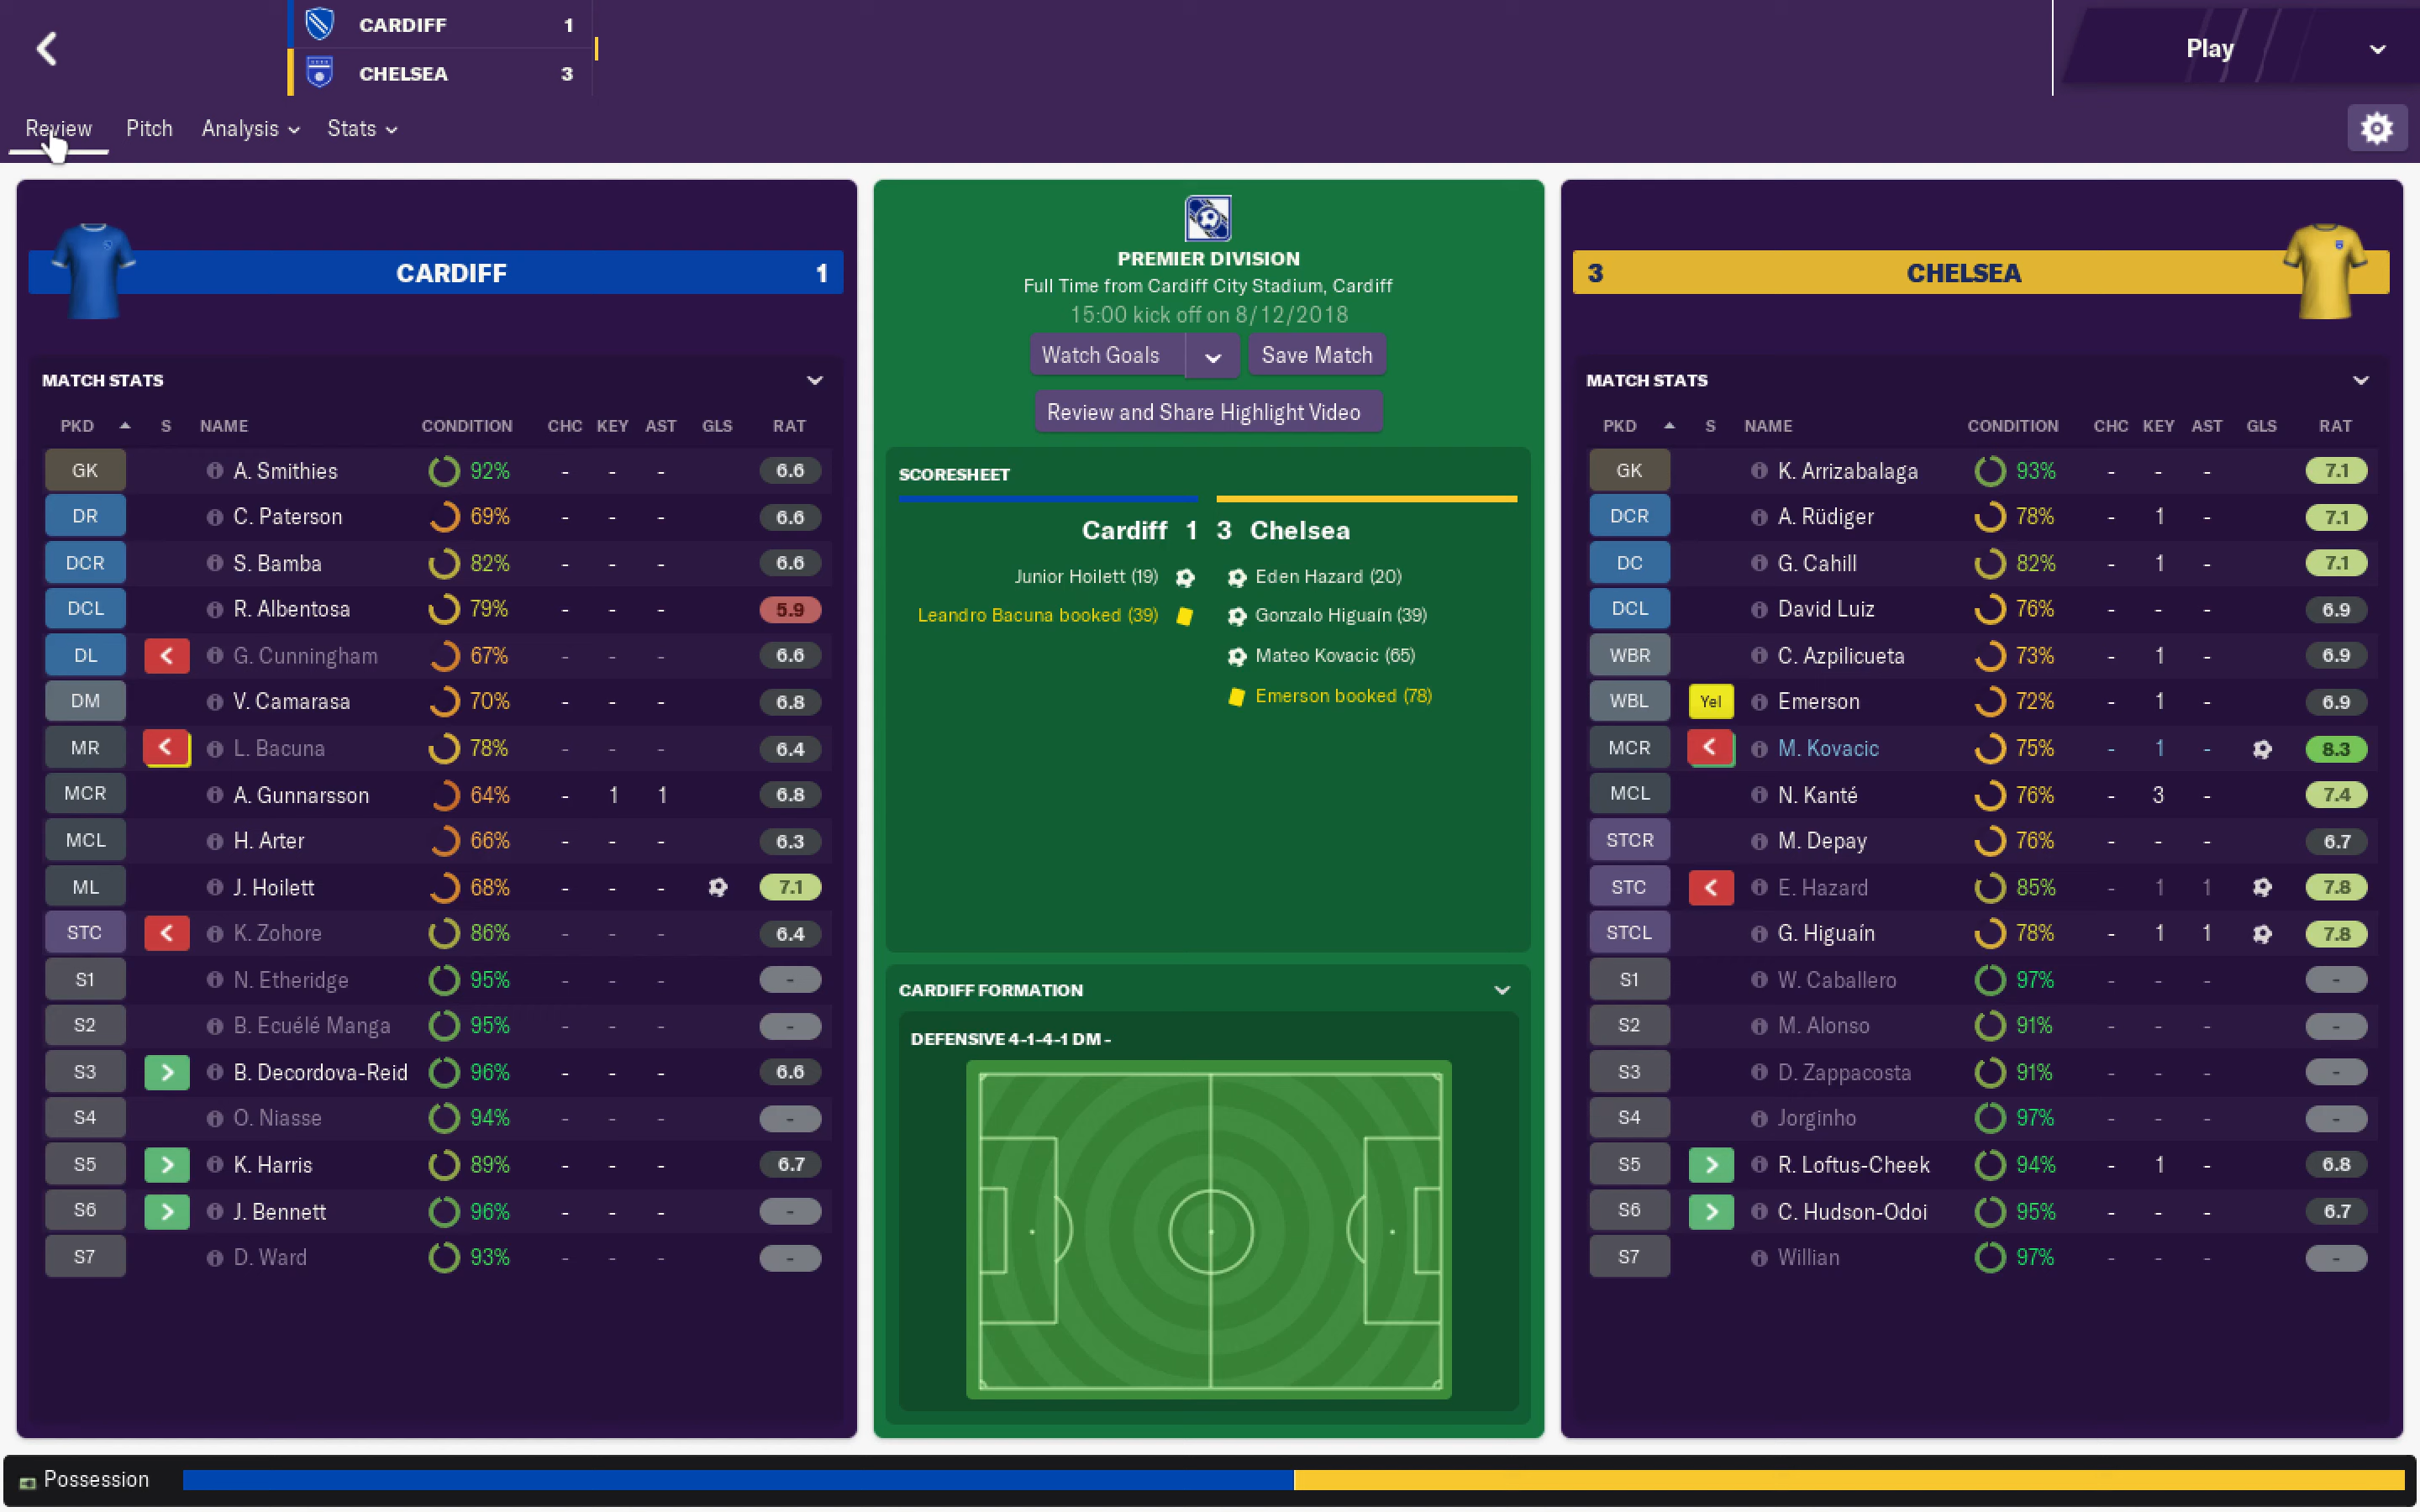 CARDIFF 1
CHELSEA 3
Play
Review Pitch Analysis Stats
CARDIFF 1
MATCH STATS
PKD S NAME CONDITION CHC KEY AST GLS RAT
GK A. Smithies 92% - - - 6.6
DR C. Paterson 69% - - - 6.6
DCR S. Bamba 82% - - - 6.6
DCL R. Albentosa 79% - - - 5.9
DL G. Cunningham 67% - - - 6.6
DM V. Camarasa 70% - - - 6.8
MR L. Bacuna 78% - - - 6.4
MCR A. Gunnarsson 64% - 1 1 6.8
MCL H. Arter 66% - - - 6.3
ML J. Hoilett 68% - - - 7.1
STC K. Zohore 86% - - - 6.4
S1 N. Etheridge 95% - - - -
S2 B. Ecuélé Manga 95% - - - -
S3 B. Decordova-Reid 96% - - - 6.6
S4 O. Niasse 94% - - - -
S5 K. Harris 89% - - - 6.7
S6 J. Bennett 96% - - - -
S7 D. Ward 93% - - - -
PREMIER DIVISION
Full Time from Cardiff City Stadium, Cardiff
15:00 kick off on 8/12/2018
Watch Goals Save Match
Review and Share Highlight Video
SCORESHEET
Cardiff 1 3 Chelsea
Junior Hoilett (19) Eden Hazard (20)
Leandro Bacuna booked (39) Gonzalo Higuaín (39)
Mateo Kovacic (65)
Emerson booked (78)
CARDIFF FORMATION
DEFENSIVE 4-1-4-1 DM -
3 CHELSEA
MATCH STATS
PKD S NAME CONDITION CHC KEY AST GLS RAT
GK K. Arrizabalaga 93% - - - 7.1
DCR A. Rüdiger 78% - 1 - 7.1
DC G. Cahill 82% - 1 - 7.1
DCL David Luiz 76% - - - 6.9
WBR C. Azpilicueta 73% - 1 - 6.9
WBL Yel Emerson 72% - 1 - 6.9
MCR M. Kovacic 75% - 1 - 8.3
MCL N. Kanté 76% - 3 - 7.4
STCR M. Depay 76% - - - 6.7
STC E. Hazard 85% - 1 1 7.8
STCL G. Higuaín 78% - 1 1 7.8
S1 W. Caballero 97% - - - -
S2 M. Alonso 91% - - - -
S3 D. Zappacosta 91% - - - -
S4 Jorginho 97% - - - -
S5 R. Loftus-Cheek 94% - 1 - 6.8
S6 C. Hudson-Odoi 95% - - - 6.7
S7 Willian 97% - - - -
Possession